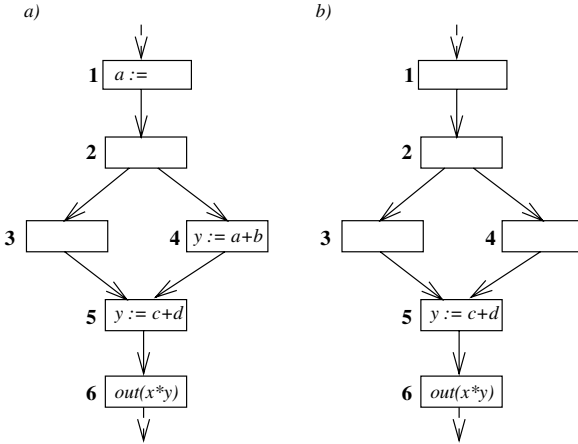 a)
1 a :=
2
3
4 y := a+b
5 y := c+d
6 out(x*y)
b)
1
2
3
4
5 y := c+d
6 out(x*y)